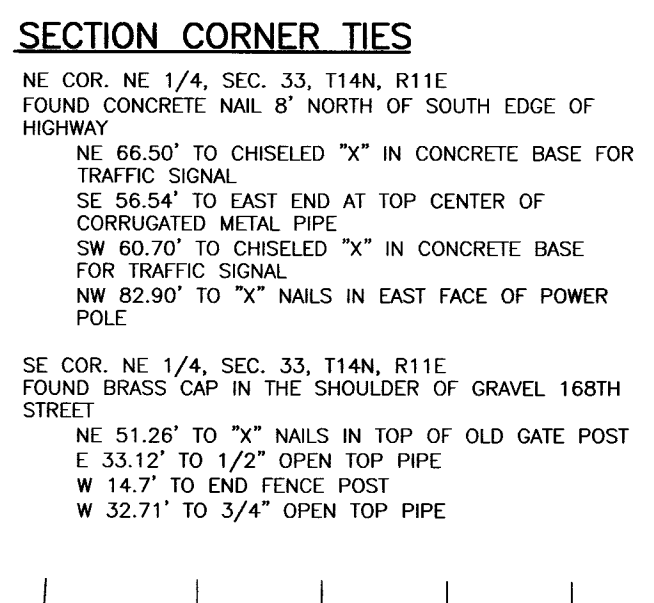 SECTION CORNER TIES
NE COR. NE 1/4, SEC. 33, T14N, R11E
FOUND CONCRETE NAIL 8' NORTH OF SOUTH EDGE OF
HIGHWAY
NE 66.50' TO CHISELED "X" IN CONCRETE BASE FOR
TRAFFIC SIGNAL
SE 56.54' TO EAST END AT TOP CENTER OF
CORRUGATED METAL PIPE
SW 60.70' TO CHISELED "X" IN CONCRETE BASE
FOR TRAFFIC SIGNAL
NW 82.90' TO "X" NAILS IN EAST FACE OF POWER
POLE
SE COR. NE 1/4, SEC. 33, T14N, R11E
FOUND BRASS CAP IN THE SHOULDER OF GRAVEL 168TH
STREET
NE 51.26' TO "X" NAILS IN TOP OF OLD GATE POST
E 33.12' TO 1/2" OPEN TOP PIPE
W 14.7' TO END FENCE POST
W 32.71' TO 3/4" OPEN TOP PIPE